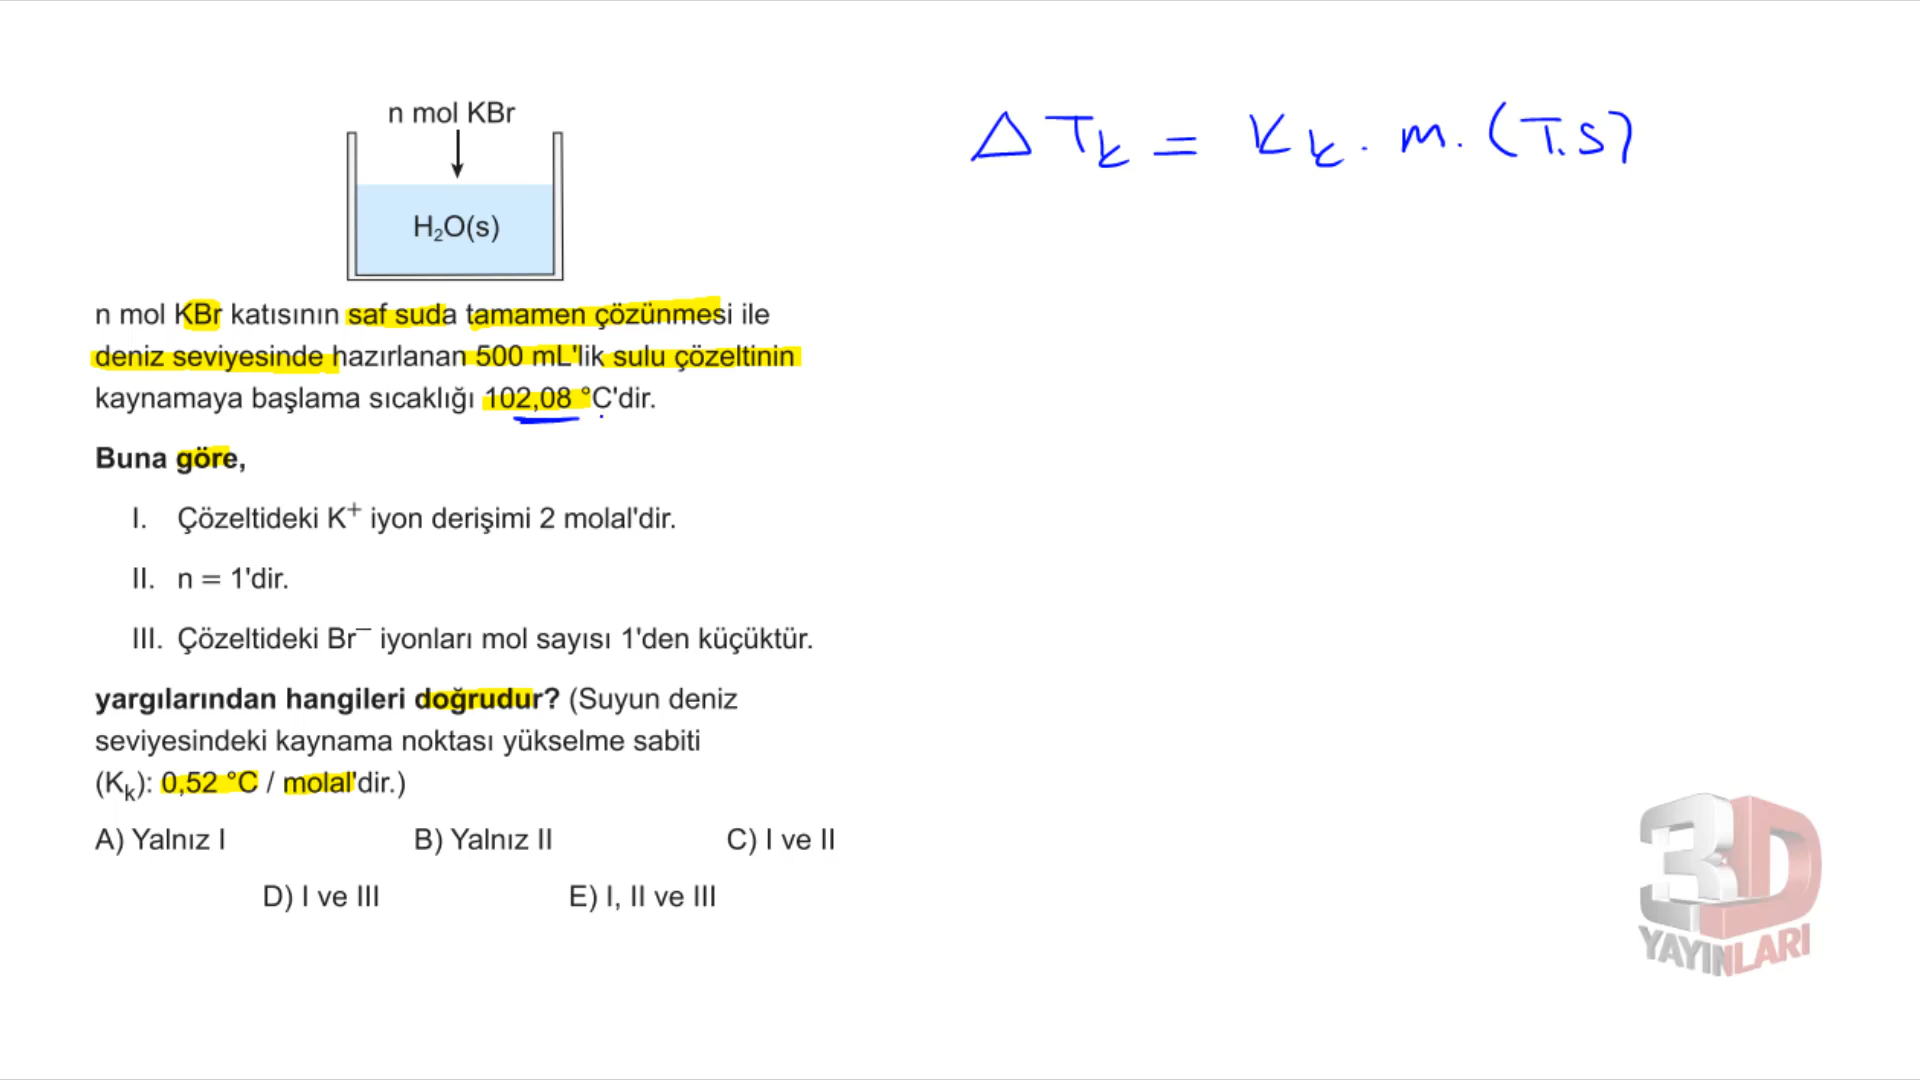 n mol KBr
H₂O(s)
ΔTk = Kk . m . (T.S)
n mol KBr katısının saf suda tamamen çözünmesi ile
deniz seviyesinde hazırlanan 500 mL'lik sulu çözeltinin
kaynamaya başlama sıcaklığı 102,08 °C'dir.
Buna göre,
I. Çözeltideki K⁺ iyon derişimi 2 molal'dir.
II. n = 1'dir.
III. Çözeltideki Br⁻ iyonları mol sayısı 1'den küçüktür.
yargılarından hangileri doğrudur? (Suyun deniz
seviyesindeki kaynama noktası yükselme sabiti
(Kk): 0,52 °C / molal'dir.)
A) Yalnız I B) Yalnız II C) I ve II
D) I ve III E) I, II ve III
3D
YAYINLARI